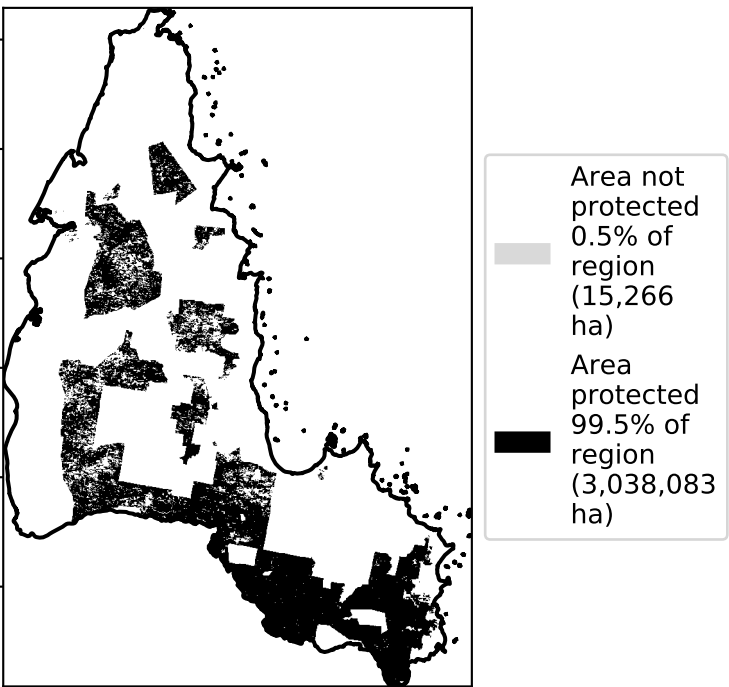 Area not
protected
0.5% of
region
(15,266
ha)
Area
protected
99.5% of
region
(3,038,083
ha)